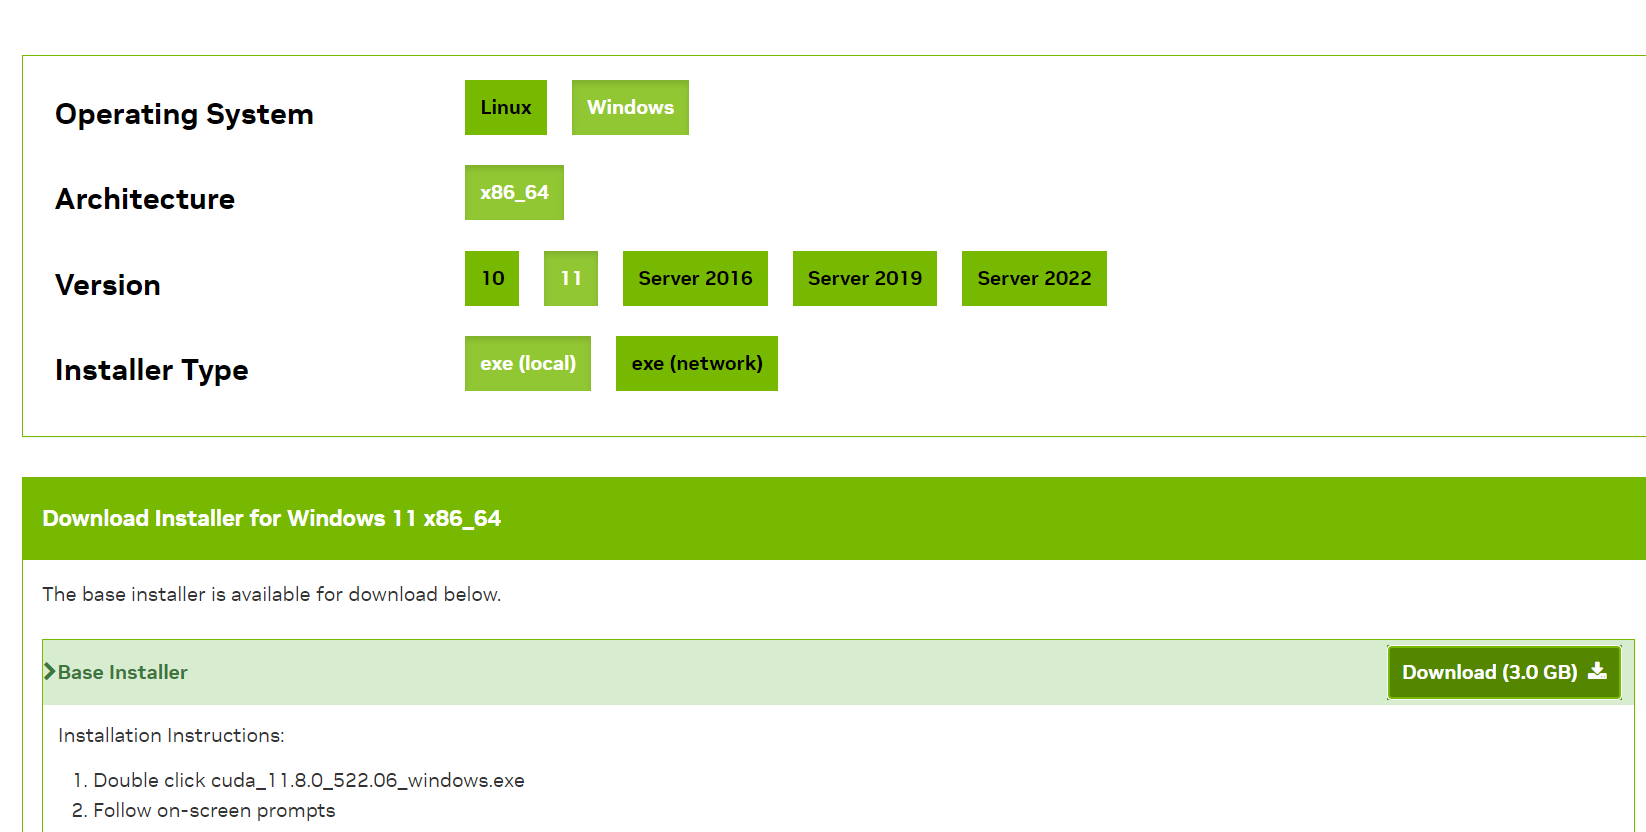 Operating System Linux Windows
Architecture x86_64
Version 10 11 Server 2016 Server 2019 Server 2022
Installer Type exe (local) exe (network)
Download Installer for Windows 11 x86_64
The base installer is available for download below.
Base Installer Download (3.0 GB)
Installation Instructions:
1. Double click cuda_11.8.0_522.06_windows.exe
2. Follow on-screen prompts